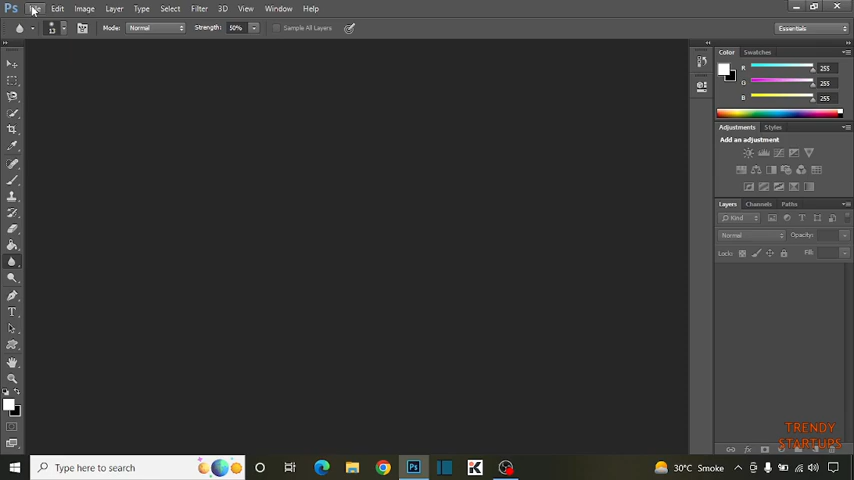 Ps File Edit Image Layer Type Select Filter 3D View Window Help
13 Mode: Normal Strength: 50% Sample All Layers Essentials
Color Swatches
R 255
G 255
B 255
Adjustments Styles
Add an adjustment
Layers Channels Paths
Kind
Normal Opacity:
Lock: Fill:
TRENDY
STARTUPS
Type here to search
Ps
30°C Smoke